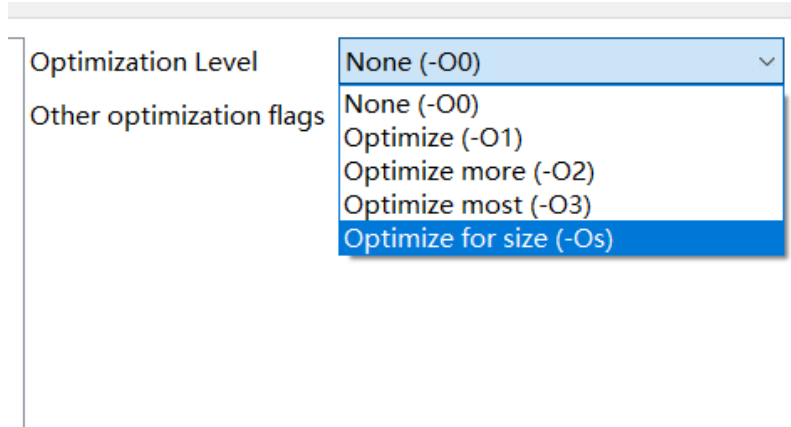 Optimization Level
None (-O0)
Other optimization flags
None (-O0)
Optimize (-O1)
Optimize more (-O2)
Optimize most (-O3)
Optimize for size (-Os)